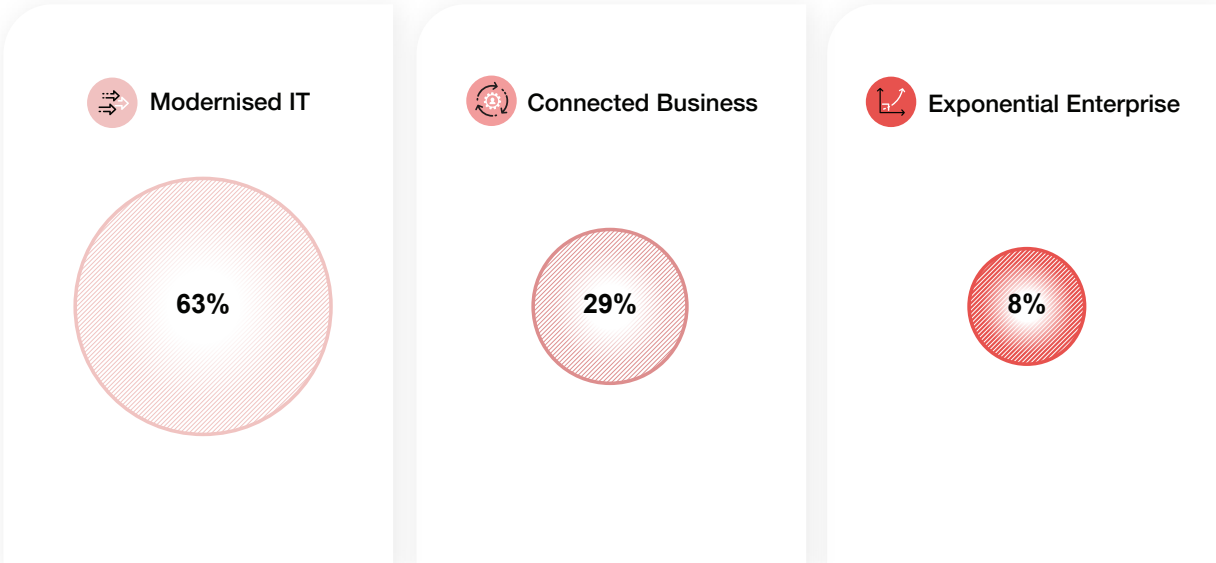 Modernised IT
63%
Connected Business
29%
Exponential Enterprise
8%